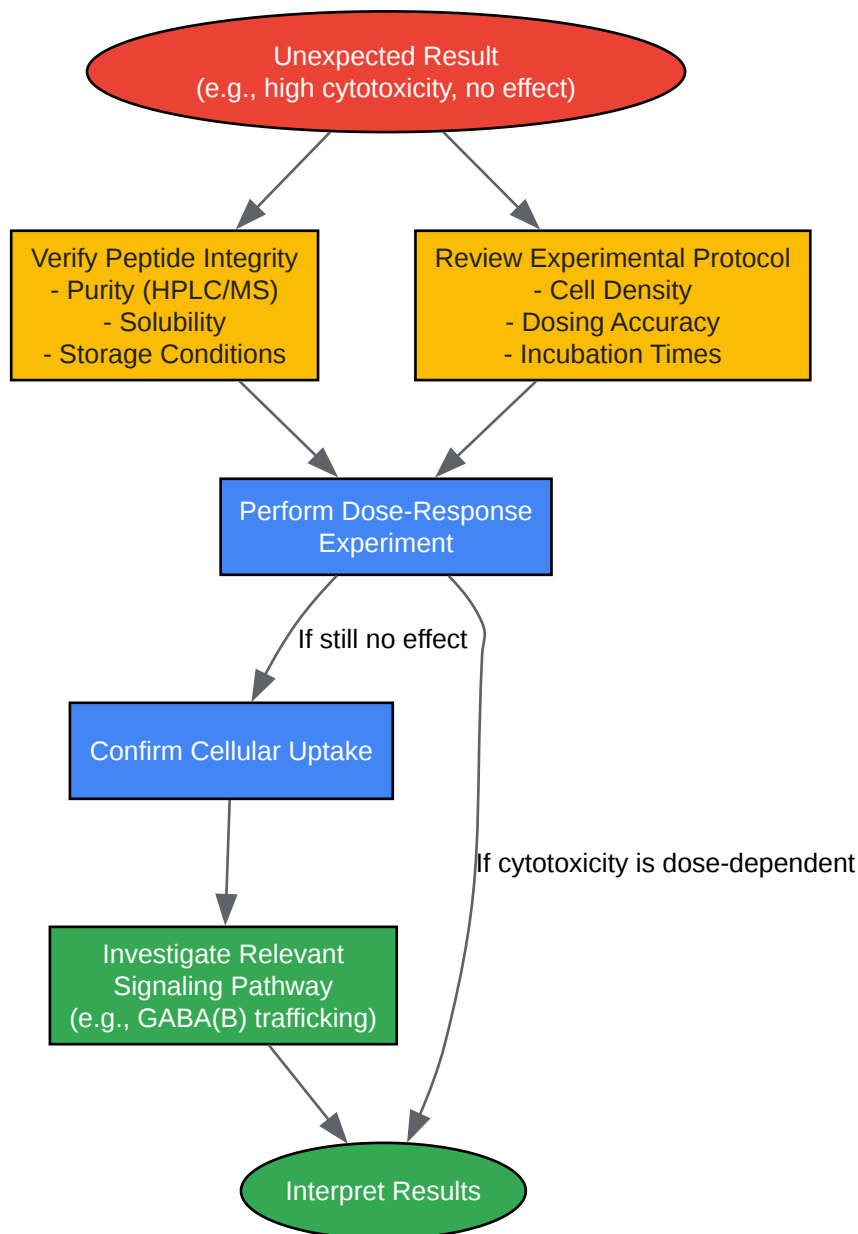 Unexpected Result
(e.g., high cytotoxicity, no effect)
Verify Peptide Integrity
- Purity (HPLC/MS)
- Solubility
- Storage Conditions
Review Experimental Protocol
- Cell Density
- Dosing Accuracy
- Incubation Times
Perform Dose-Response
Experiment
If still no effect
Confirm Cellular Uptake
If cytotoxicity is dose-dependent
Investigate Relevant
Signaling Pathway
(e.g., GABA(B) trafficking)
Interpret Results